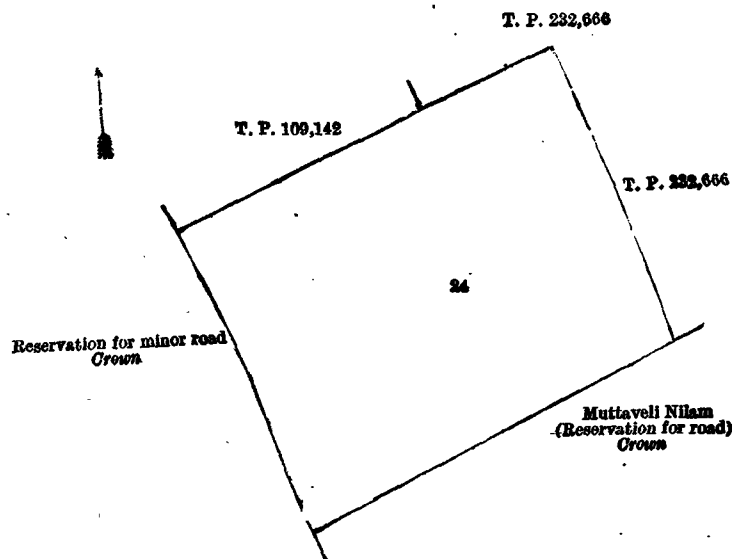 T. P. 232,666
T. P. 109,142
T. P. 232,666
24
Reservation for minor road
Crown
Muttaveli Nilam
(Reservation for road)
Crown